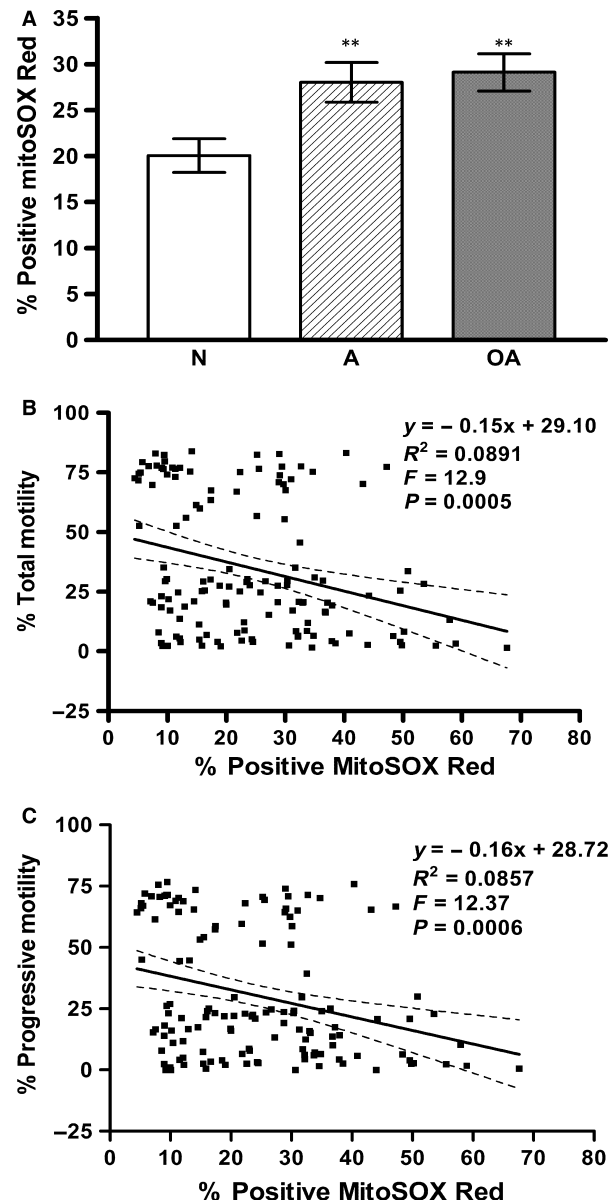 A
% Positive mitoSOX Red
35
30
25
20
15
10
5
0
** **
N A OA
B
% Total motility
100
75
50
25
0
–25
y = – 0.15x + 29.10
R² = 0.0891
F = 12.9
P = 0.0005
0 10 20 30 40 50 60 70 80
% Positive MitoSOX Red
C
% Progressive motility
100
75
50
25
0
–25
y = – 0.16x + 28.72
R² = 0.0857
F = 12.37
P = 0.0006
0 10 20 30 40 50 60 70 80
% Positive MitoSOX Red